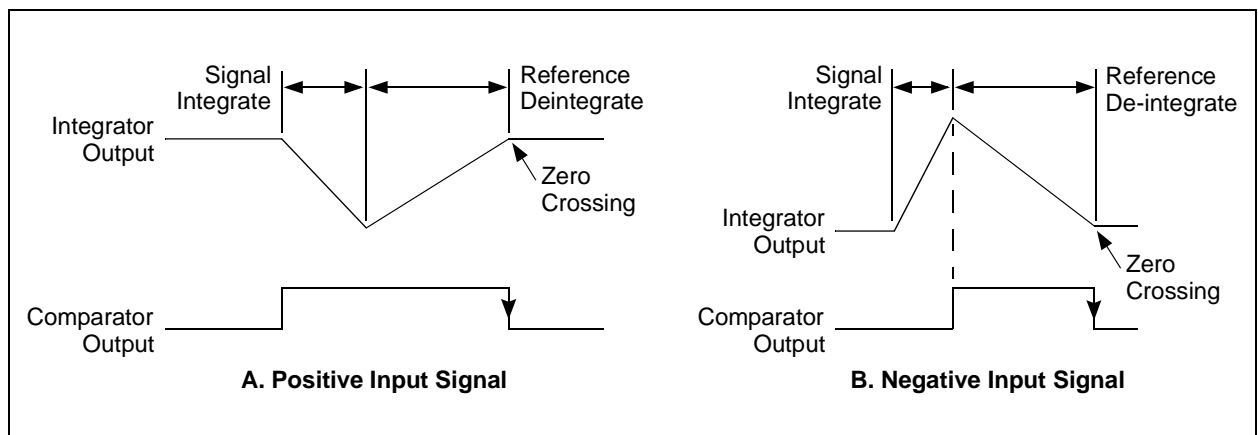 Signal
Integrate
Reference
Deintegrate
Integrator
Output
Zero
Crossing
Comparator
Output
A. Positive Input Signal
Signal
Integrate
Reference
De-integrate
Integrator
Output
Zero
Crossing
Comparator
Output
B. Negative Input Signal